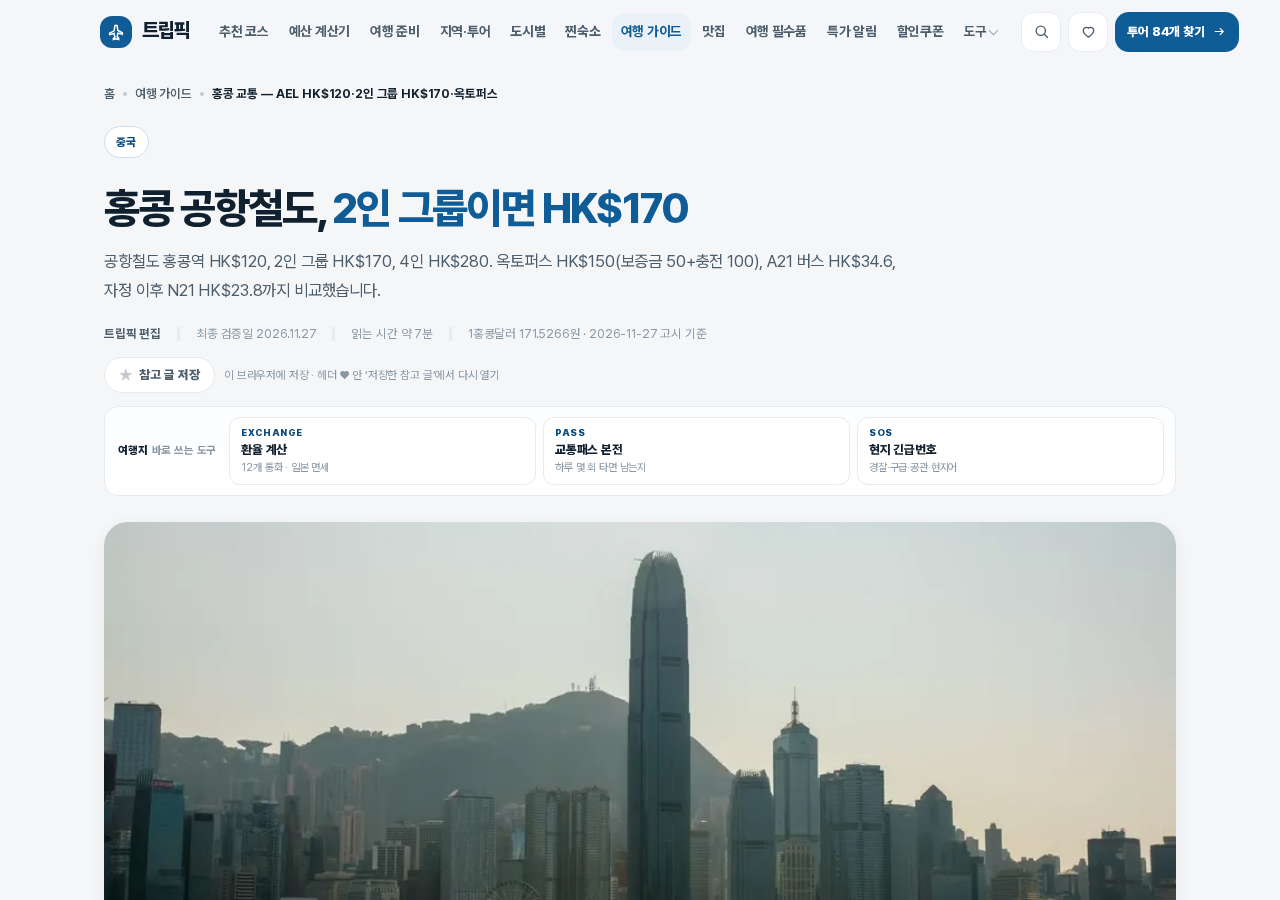 트립픽
추천 코스 예산 계산기 여행 준비 지역·투어 도시별 찐숙소 여행 가이드 맛집 여행 필수품 특가 알림 할인쿠폰 도구 투어 84개 찾기 →
홈 • 여행 가이드 • 홍콩 교통 — AEL HK$120·2인 그룹 HK$170·옥토퍼스
중국
홍콩 공항철도, 2인 그룹이면 HK$170
공항철도 홍콩역 HK$120, 2인 그룹 HK$170, 4인 HK$280. 옥토퍼스 HK$150(보증금 50+충전 100), A21 버스 HK$34.6,
자정 이후 N21 HK$23.8까지 비교했습니다.
트립픽 편집 | 최종 검증일 2026.11.27 | 읽는 시간 약 7분 | 1홍콩달러 171.5266원 · 2026-11-27 고시 기준
★ 참고 글 저장 이 브라우저에 저장 · 헤더 ♥ 안 '저장한 참고 글'에서 다시 열기
여행지 바로 쓰는 도구
EXCHANGE
환율 계산
12개 통화 · 일본 면세
PASS
교통패스 본전
하루 몇 회 타면 남는지
SOS
현지 긴급번호
경찰·구급·공관·현지어